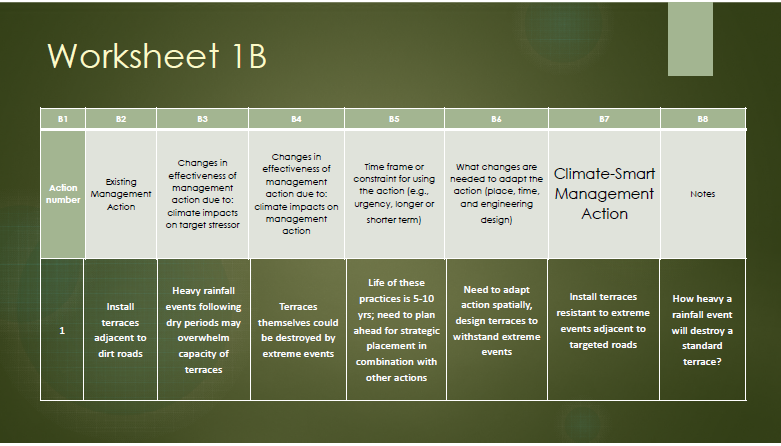 Worksheet 1B
B1 B2 B3 B4 B5 B6 B7 B8
Action
number
Existing
Management
Action
Changes in
effectiveness of
management
action due to:
climate impacts
on target stressor
Changes in
effectiveness of
management
action due to:
climate impacts on
management
action
Time frame or
constraint for using
the action (e.g.,
urgency, longer or
shorter term)
What changes are
needed to adapt the
action (place, time,
and engineering
design)
Climate-Smart
Management
Action
Notes
1
Install
terraces
adjacent to
dirt roads
Heavy rainfall
events following
dry periods may
overwhelm
capacity of
terraces
Terraces
themselves could
be destroyed by
extreme events
Life of these
practices is 5-10
yrs; need to plan
ahead for strategic
placement in
combination with
other actions
Need to adapt
action spatially,
design terraces to
withstand extreme
events
Install terraces
resistant to extreme
events adjacent to
targeted roads
How heavy a
rainfall event
will destroy a
standard
terrace?